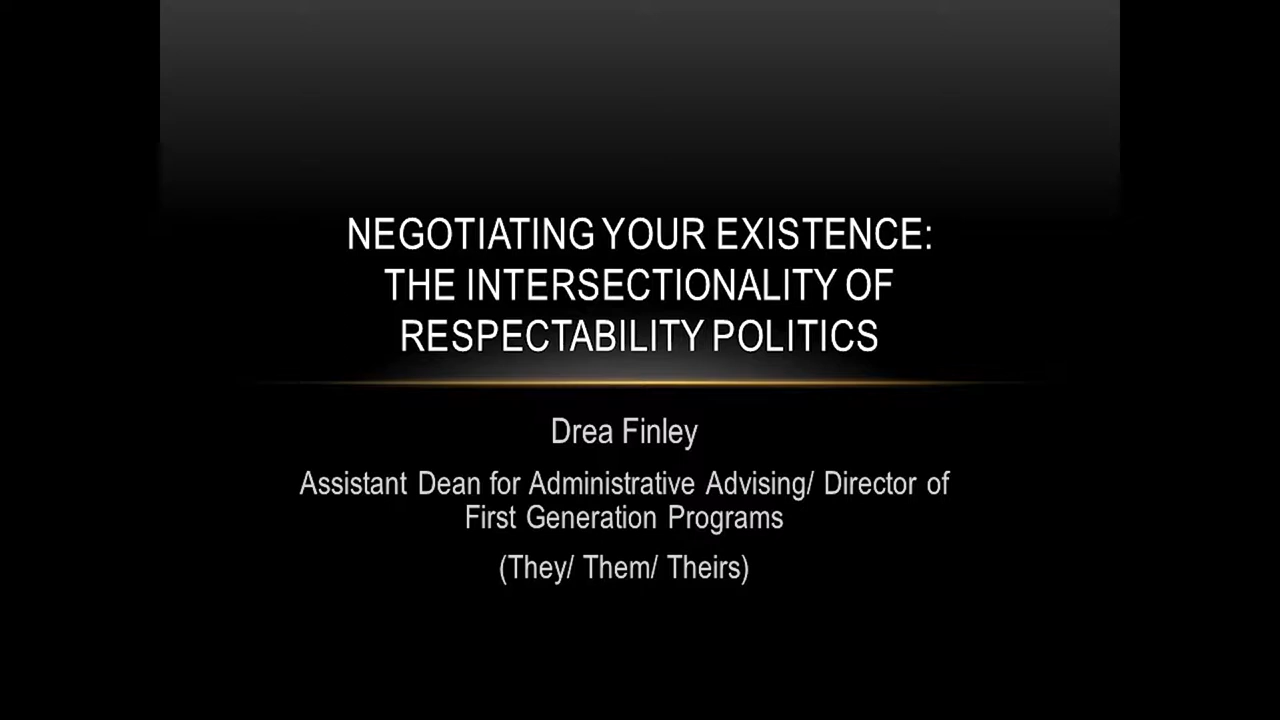 NEGOTIATING YOUR EXISTENCE:
THE INTERSECTIONALITY OF
RESPECTABILITY POLITICS
Drea Finley
Assistant Dean for Administrative Advising/ Director of
First Generation Programs
(They/ Them/ Theirs)